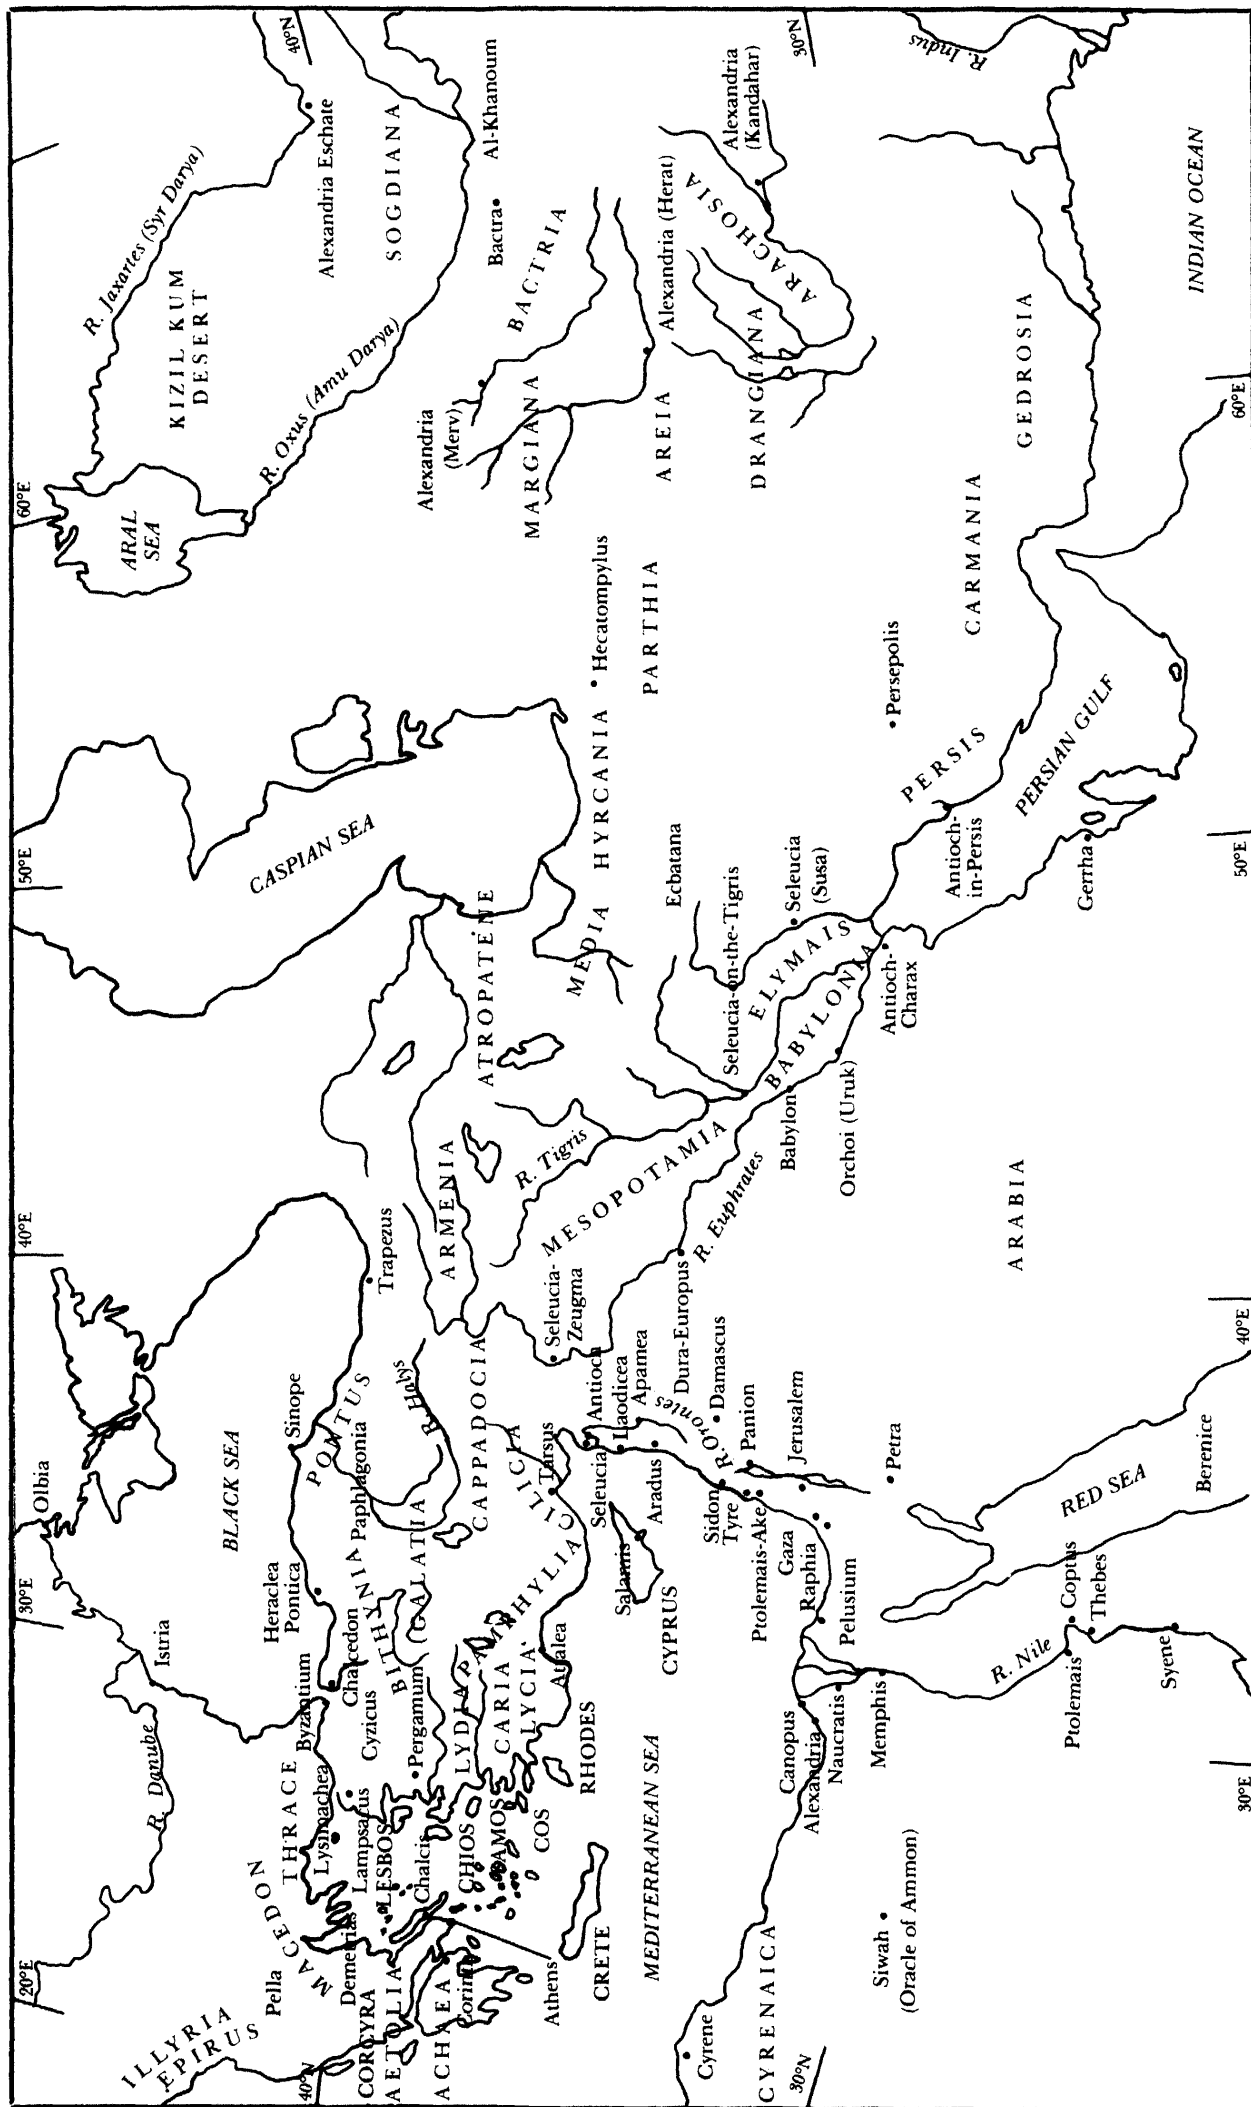 20°E
30°E
40°E
50°E
60°E
ILLYRIA
EPIRUS
Pella
MACEDON
THRACE
R. Danube
Istria
Olbia
BLACK SEA
CASPIAN SEA
ARAL
SEA
KIZIL KUM
DESERT
R. Jaxartes (Syr Darya)
R. Oxus (Amu Darya)
40°N
40°N
Alexandria Eschate
SOGDIANA
Al-Khanoum
Bactra
BACTRIA
Alexandria
(Merv)
MARGIANA
Demetrias
CORCYRA
AETOLIA
ACHAEA
Corinth
Athens
Lysimachea
Lampsacus
LESBOS
Chalcis
CHIOS
SAMOS
COS
Byzantium
Chalcedon
Cyzicus
Pergamum
LYDIA
CARIA
LYCIA
RHODES
CRETE
Heraclea
Pontica
BITHYNIA
Paphlagonia
GALATIA
PAMPHYLIA
Attalea
Sinope
PONTUS
R. Halys
CAPPADOCIA
CILICIA
Tarsus
Trapezus
ARMENIA
ATROPATENE
MEDIA
HYRCANIA
Hecatompylus
PARTHIA
AREIA
Alexandria (Herat)
DRANGIANA
ARACHOSIA
Alexandria
(Kandahar)
30°N
R. Indus
Seleucia-
Zeugma
Antioch
Seleucia
Laodicea
Apamea
Aradus
R. Orontes
Salamis
CYPRUS
Dura-Europus
Damascus
Sidon
Tyre
Panion
Ptolemais-Ake
Jerusalem
Gaza
Raphia
Pelusium
Petra
R. Tigris
MESOPOTAMIA
R. Euphrates
Ecbatana
Seleucia-on-the-Tigris
Seleucia
(Susa)
ELYMAIS
BABYLONIA
Babylon
Orchoi (Uruk)
Antioch-
Charax
Antioch-
in-Persis
PERSIS
Persepolis
PERSIAN GULF
Gerrha
CARMANIA
GEDROSIA
INDIAN OCEAN
ARABIA
MEDITERRANEAN SEA
Cyrene
CYRENAICA
30°N
Siwah
(Oracle of Ammon)
Canopus
Alexandria
Naucratis
Memphis
R. Nile
Ptolemais
Coptus
Thebes
Syene
Berenice
RED SEA
30°E
40°E
50°E
60°E